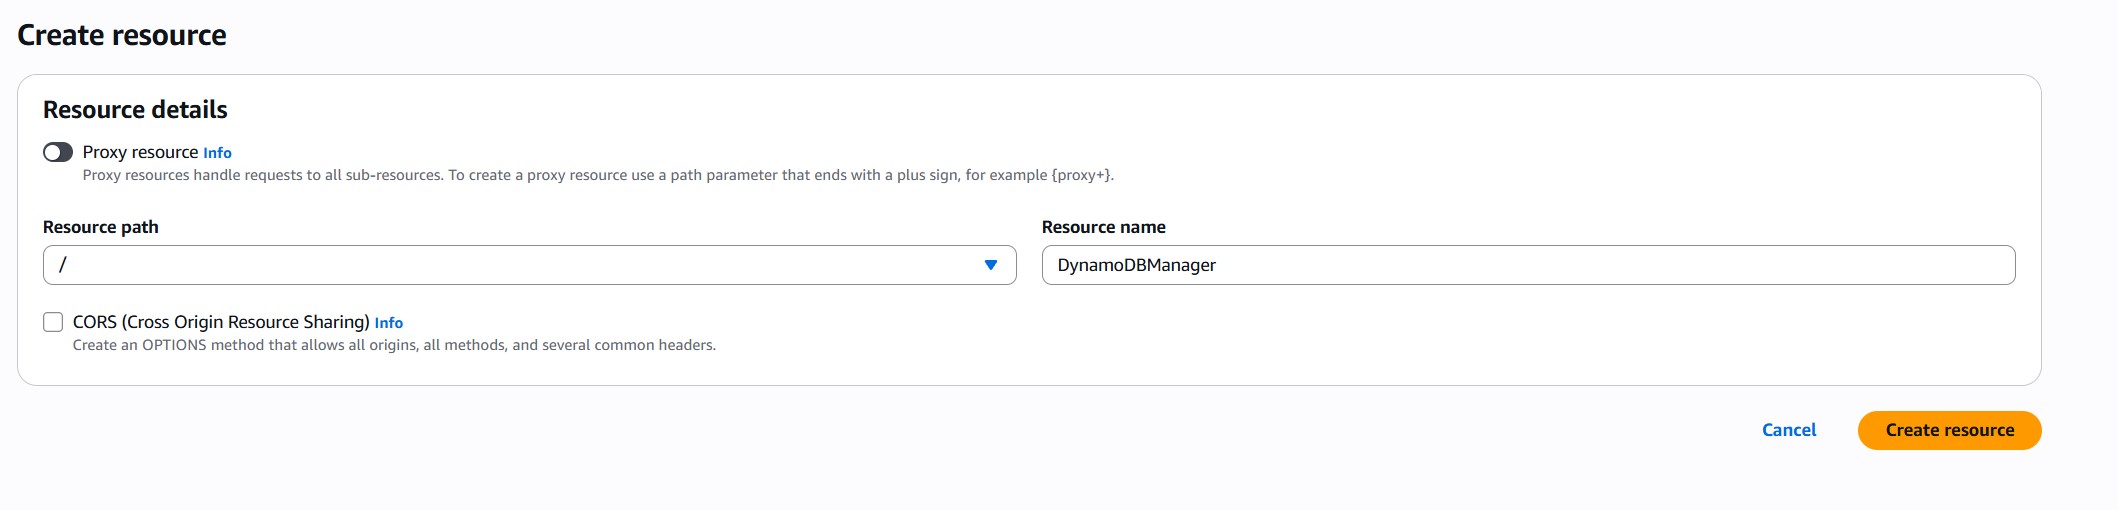 Create resource
Resource details
Proxy resource Info
Proxy resources handle requests to all sub-resources. To create a proxy resource use a path parameter that ends with a plus sign, for example {proxy+}.
Resource path
/
Resource name
DynamoDBManager
CORS (Cross Origin Resource Sharing) Info
Create an OPTIONS method that allows all origins, all methods, and several common headers.
Cancel
Create resource